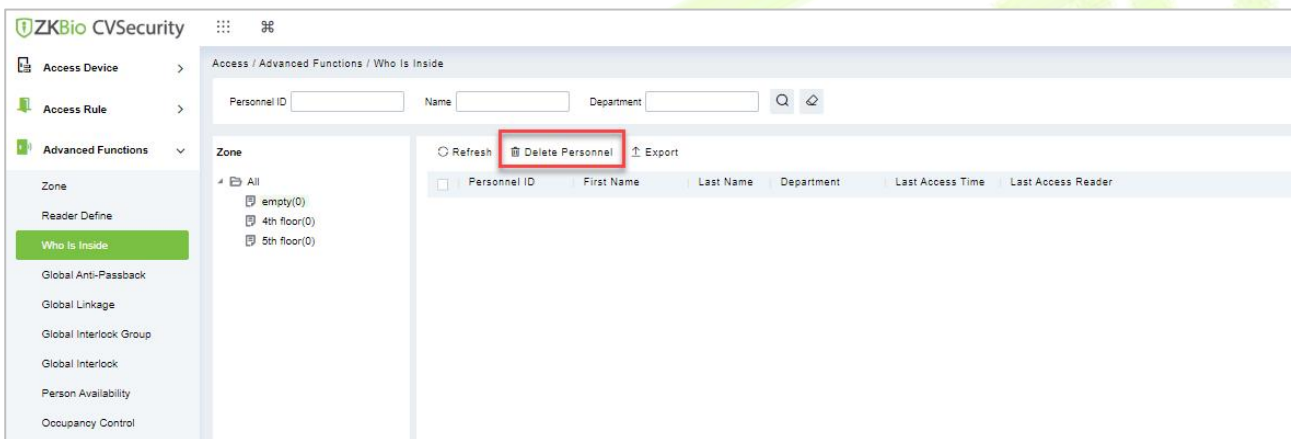 ZKBio CVSecurity
Access Device
Access Rule
Advanced Functions
Zone
Reader Define
Who Is Inside
Global Anti-Passback
Global Linkage
Global Interlock Group
Global Interlock
Person Availability
Occupancy Control
Access / Advanced Functions / Who Is Inside
Personnel ID Name Department
Zone
All
empty(0)
4th floor(0)
5th floor(0)
Refresh Delete Personnel Export
Personnel ID First Name Last Name Department Last Access Time Last Access Reader